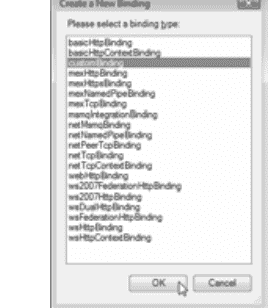 Create a New Binding
Please select a binding type:
basicHttpBinding
basicHttpContextBinding
customBinding
mexHttpBinding
mexHttpsBinding
mexNamedPipeBinding
mexTcpBinding
msmqIntegrationBinding
netMsmqBinding
netNamedPipeBinding
netPeerTcpBinding
netTcpBinding
netTcpContextBinding
webHttpBinding
ws2007FederationHttpBinding
ws2007HttpBinding
wsDualHttpBinding
wsFederationHttpBinding
wsHttpBinding
wsHttpContextBinding
OK
Cancel